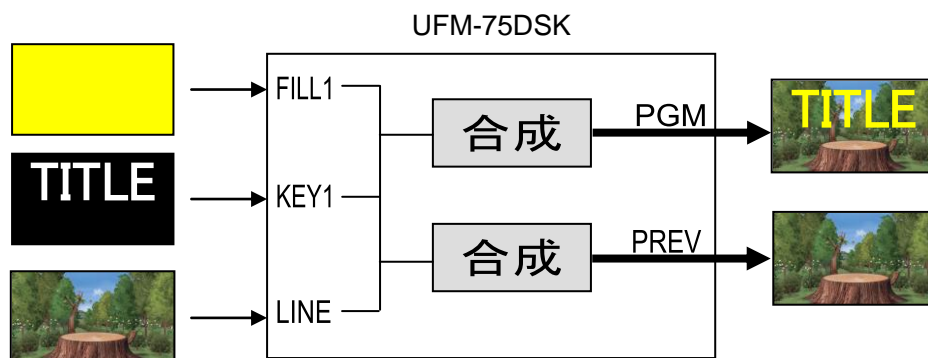 UFM-75DSK
FILL1
合成
PGM
TITLE
TITLE
KEY1
合成
PREV
LINE